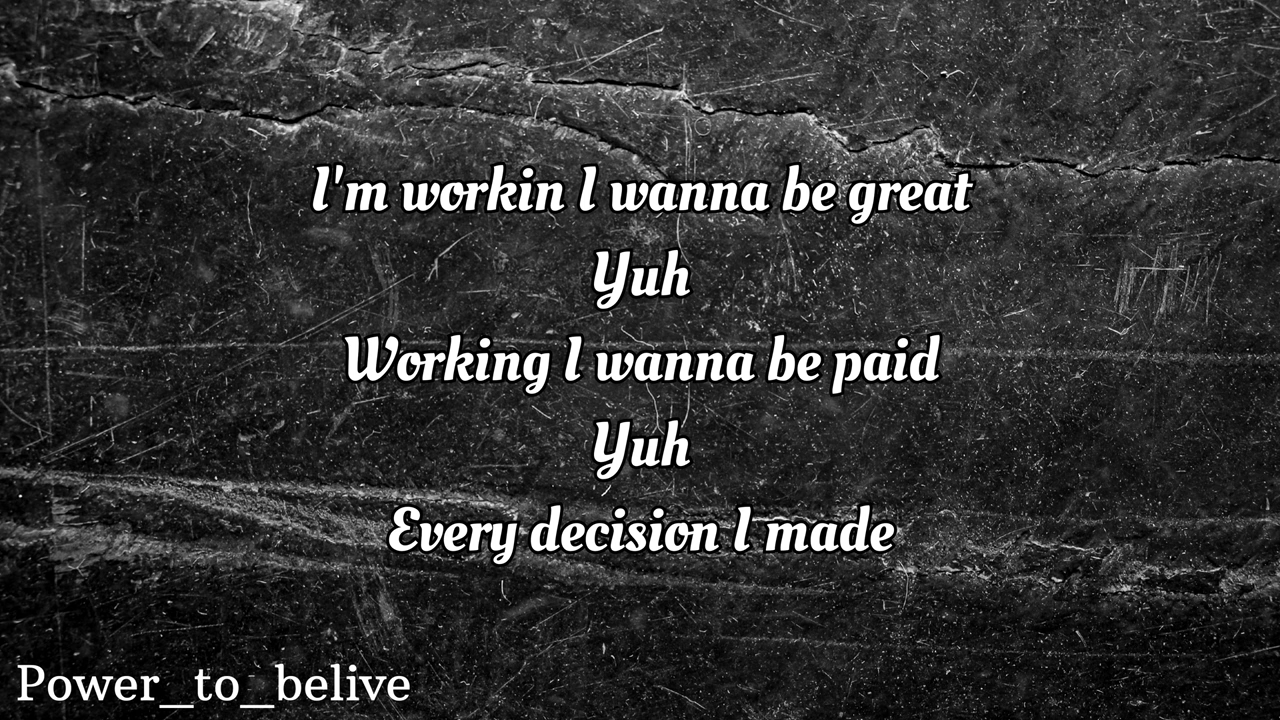 I'm workin I wanna be great
Yuh
Working I wanna be paid
Yuh
Every decision I made
Power_to_belive